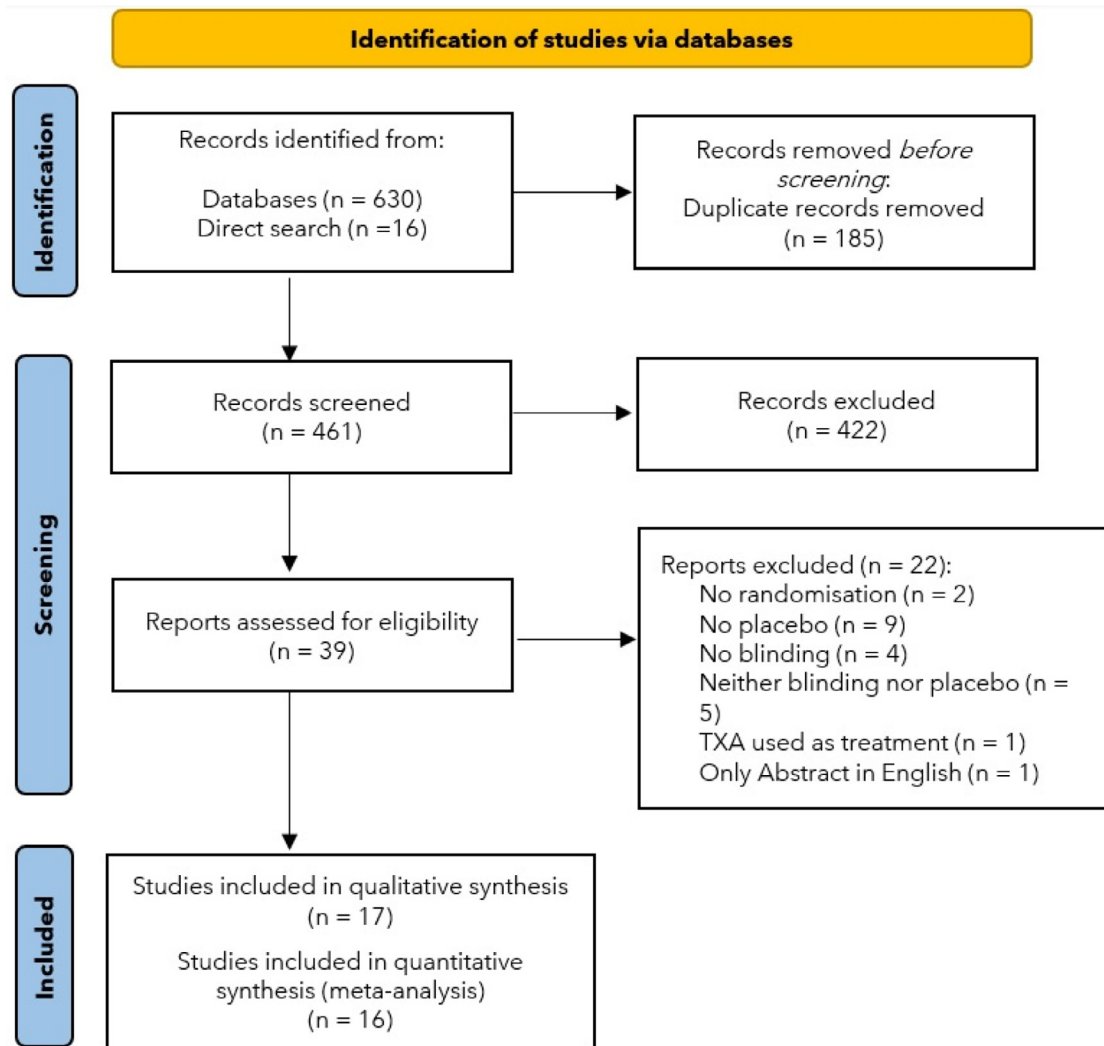 Identification of studies via databases
Identification
Records identified from:
Databases (n = 630)
Direct search (n =16)
Records removed before
screening:
Duplicate records removed
(n = 185)
Screening
Records screened
(n = 461)
Records excluded
(n = 422)
Reports assessed for eligibility
(n = 39)
Reports excluded (n = 22):
No randomisation (n = 2)
No placebo (n = 9)
No blinding (n = 4)
Neither blinding nor placebo (n =
5)
TXA used as treatment (n = 1)
Only Abstract in English (n = 1)
Included
Studies included in qualitative synthesis
(n = 17)
Studies included in quantitative
synthesis (meta-analysis)
(n = 16)